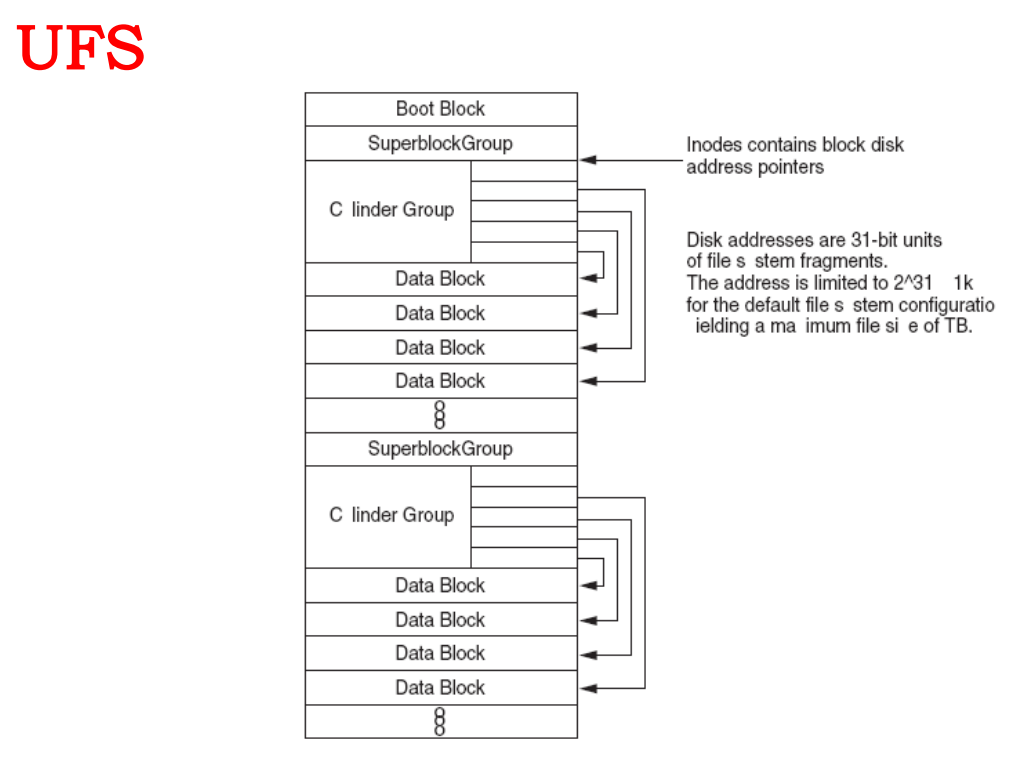 UFS
Boot Block
SuperblockGroup
Inodes contains block disk
address pointers
C linder Group
Disk addresses are 31-bit units
of file s stem fragments.
The address is limited to 2^31 1k
for the default file s stem configuratio
ielding a ma imum file si e of TB.
Data Block
Data Block
Data Block
Data Block
SuperblockGroup
C linder Group
Data Block
Data Block
Data Block
Data Block